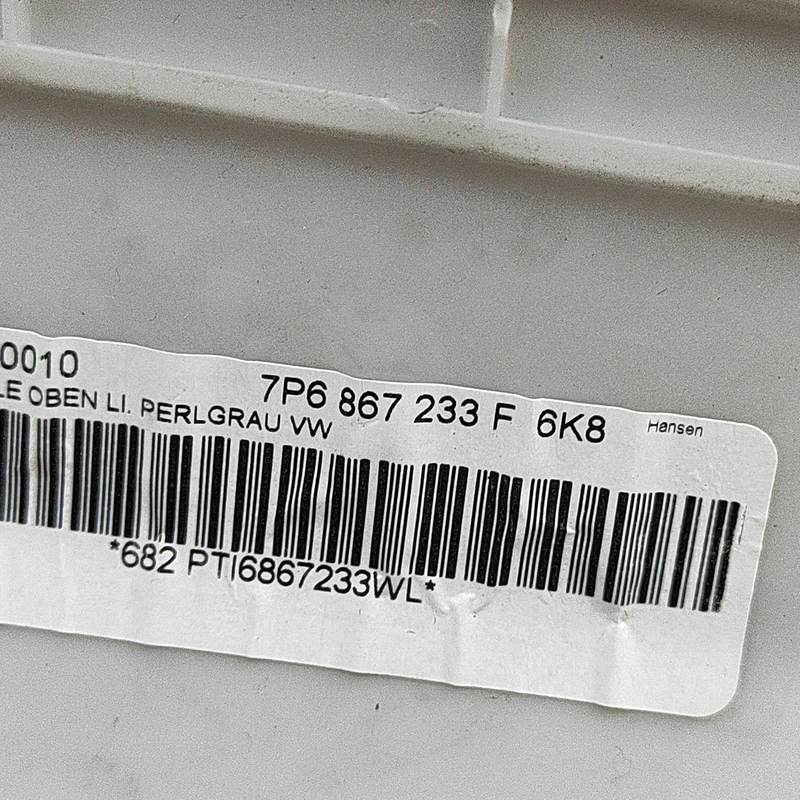 0010
7P6 867 233 F 6K8 Hansen
LE OBEN LI. PERLGRAU VW
*682 PTI6867233WL*